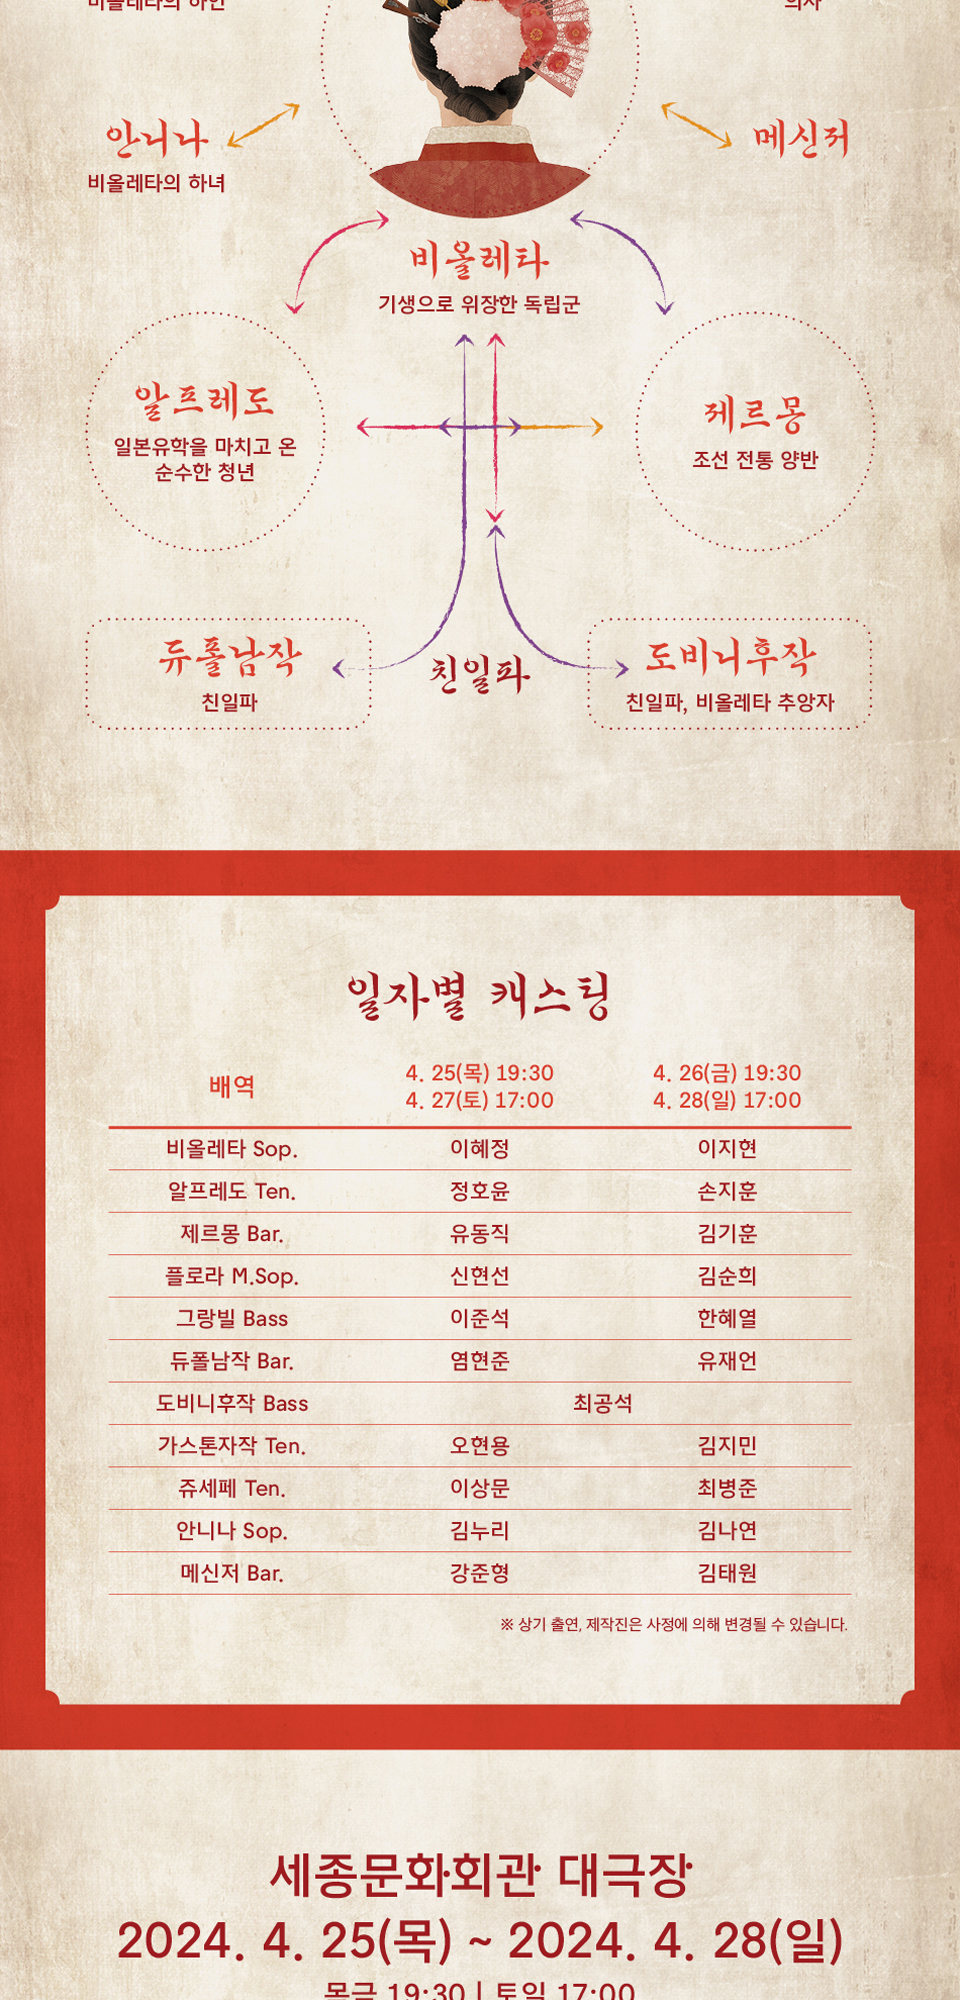 비올레타의 하인
의사
안니나
메신저
비올레타의 하녀
비올레타
기생으로 위장한 독립군
알프레도
일본유학을 마치고 온
순수한 청년
제르몽
조선 전통 양반
듀폴남작
친일파
친일파
도비니후작
친일파, 비올레타 추앙자
일자별 캐스팅
배역
4. 25(목) 19:30
4. 27(토) 17:00
4. 26(금) 19:30
4. 28(일) 17:00
비올레타 Sop. 이혜정 이지현
알프레도 Ten. 정호윤 손지훈
제르몽 Bar. 유동직 김기훈
플로라 M.Sop. 신현선 김순희
그랑빌 Bass 이준석 한혜열
듀폴남작 Bar. 염현준 유재언
도비니후작 Bass 최공석
가스톤자작 Ten. 오현용 김지민
쥬세페 Ten. 이상문 최병준
안니나 Sop. 김누리 김나연
메신저 Bar. 강준형 김태원
※ 상기 출연, 제작진은 사정에 의해 변경될 수 있습니다.
세종문화회관 대극장
2024. 4. 25(목) ~ 2024. 4. 28(일)
목금 19:30 | 토일 17:00